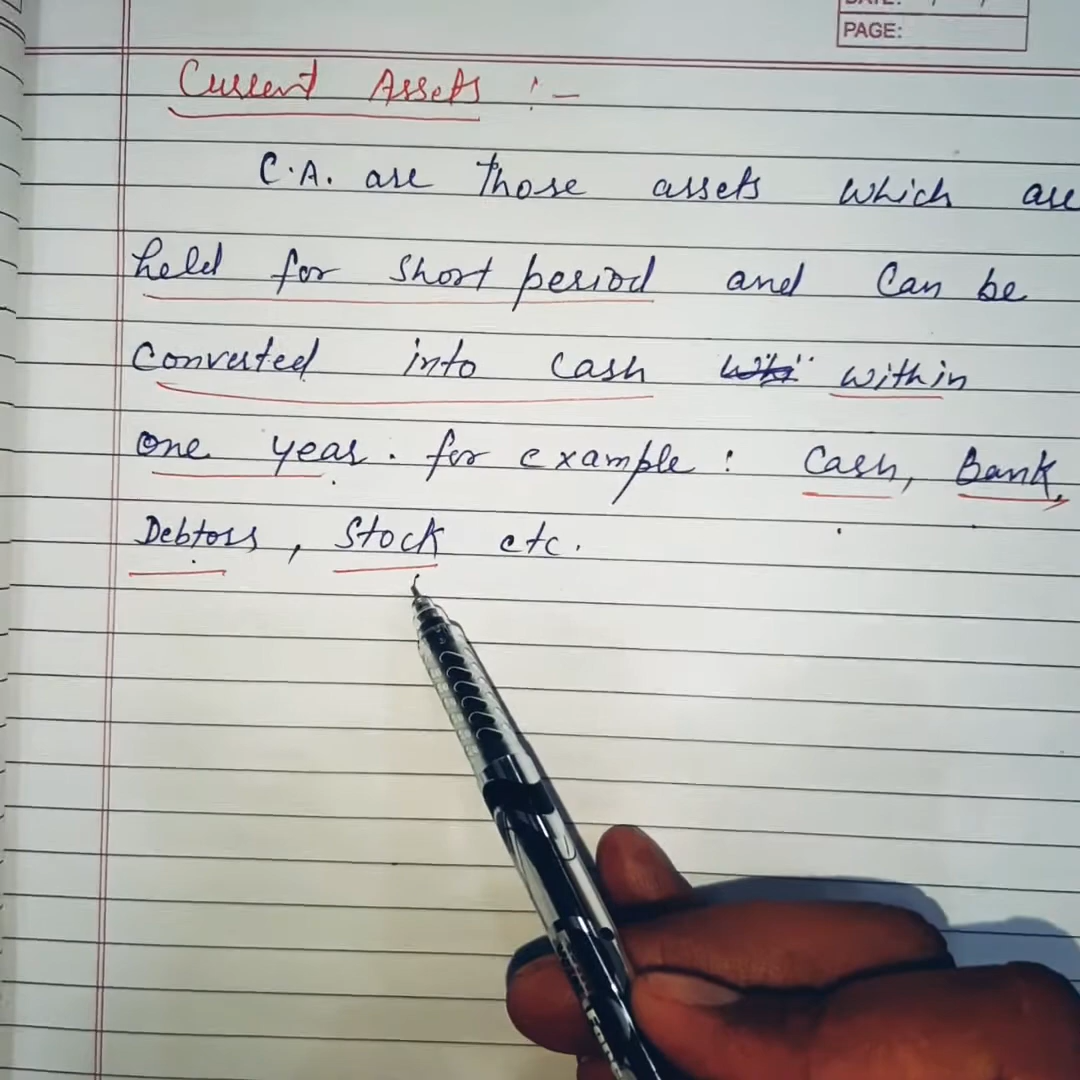 PAGE:
Current Assets :-
C.A. are those assets which are
held for short period and can be
converted into cash within
one year. for example : Cash, Bank,
Debtors, Stock etc.